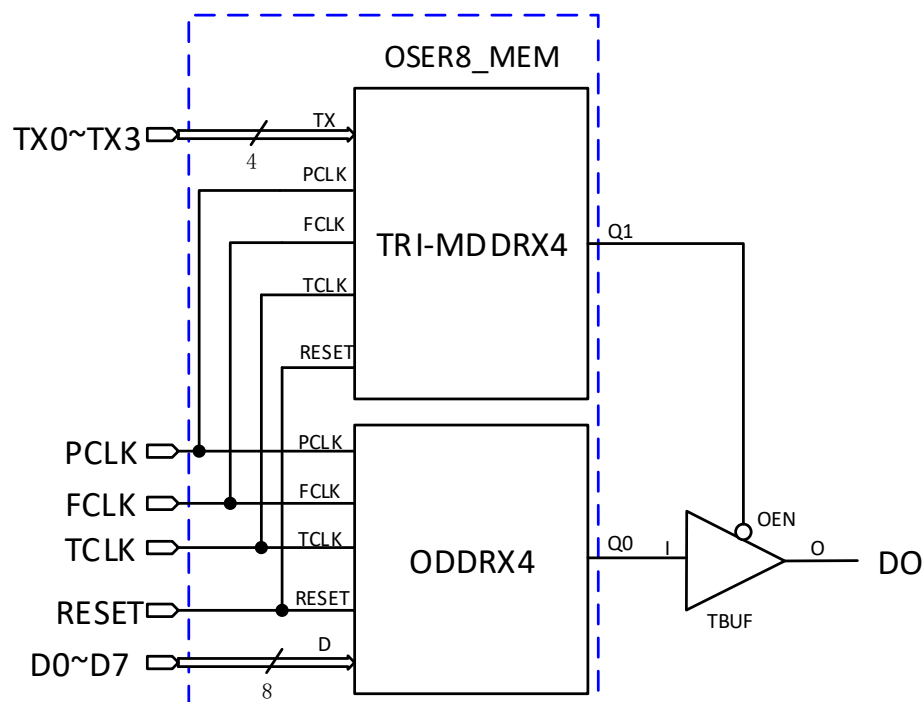 OSER8_MEM
TX0~TX3
4
TX
PCLK
FCLK
TRI-MDDRX4
Q1
TCLK
RESET
PCLK
PCLK
FCLK
FCLK
OEN
TCLK
TCLK
ODDRX4
Q0
I
O
DO
RESET
RESET
TBUF
D0~D7
8
D